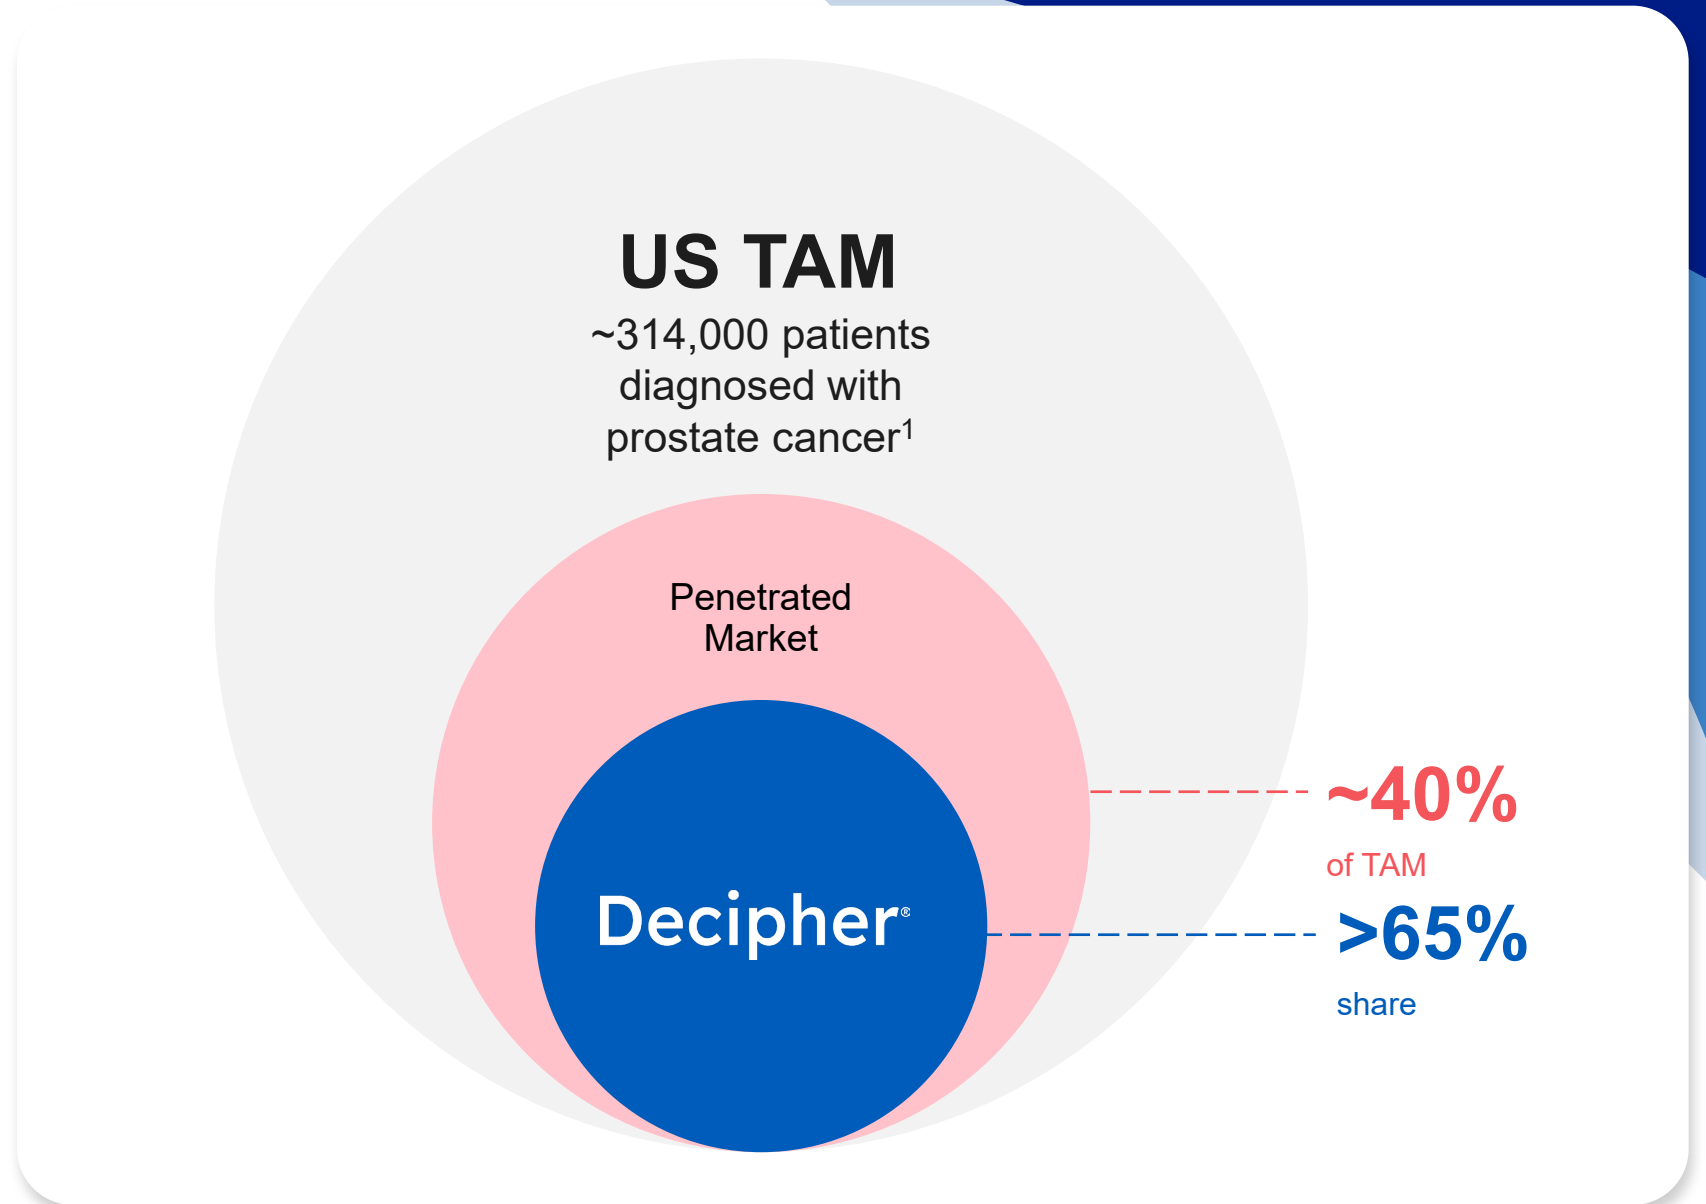 US TAM
~314,000 patients
diagnosed with
prostate cancer¹
Penetrated
Market
Decipher®
~40%
of TAM
>65%
share